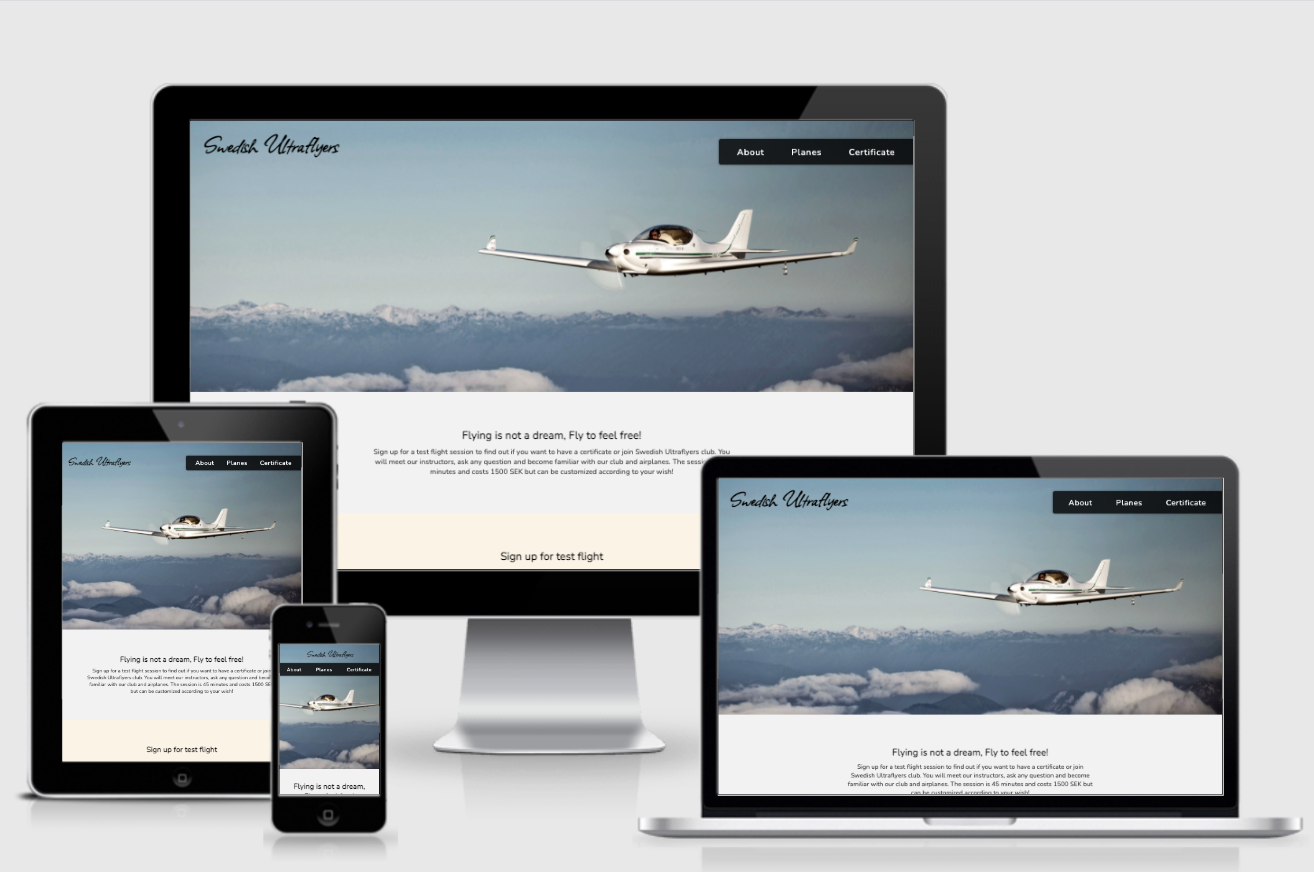 Swedish Ultraflyers
About Planes Certificate
Flying is not a dream, Fly to feel free!
Sign up for a test flight session to find out if you want to have a certificate or join Swedish Ultraflyers club. You
will meet our instructors, ask any question and become familiar with our club and airplanes. The sessi
minutes and costs 1500 SEK but can be customized according to your wish!
Sign up for test flight
Swedish Ultraflyers
About Planes Certificate
Flying is not a dream, Fly to feel free!
Sign up for a test flight session to find out if you want to have a certificate or join
Swedish Ultraflyers club. You will meet our instructors, ask any question and
familiar with our club and airplanes. The session is 45 minutes and costs 1500 SE
but can be customized according to your wish!
Sign up for test flight
Swedish Ultraflyers
About Planes Certificate
Flying is not a dream,
Swedish Ultraflyers
About Planes Certificate
Flying is not a dream, Fly to feel free!
Sign up for a test flight session to find out if you want to have a certificate or join
Swedish Ultraflyers club. You will meet our instructors, ask any question and become
familiar with our club and airplanes. The session is 45 minutes and costs 1500 SEK but
can be customized according to your wish!